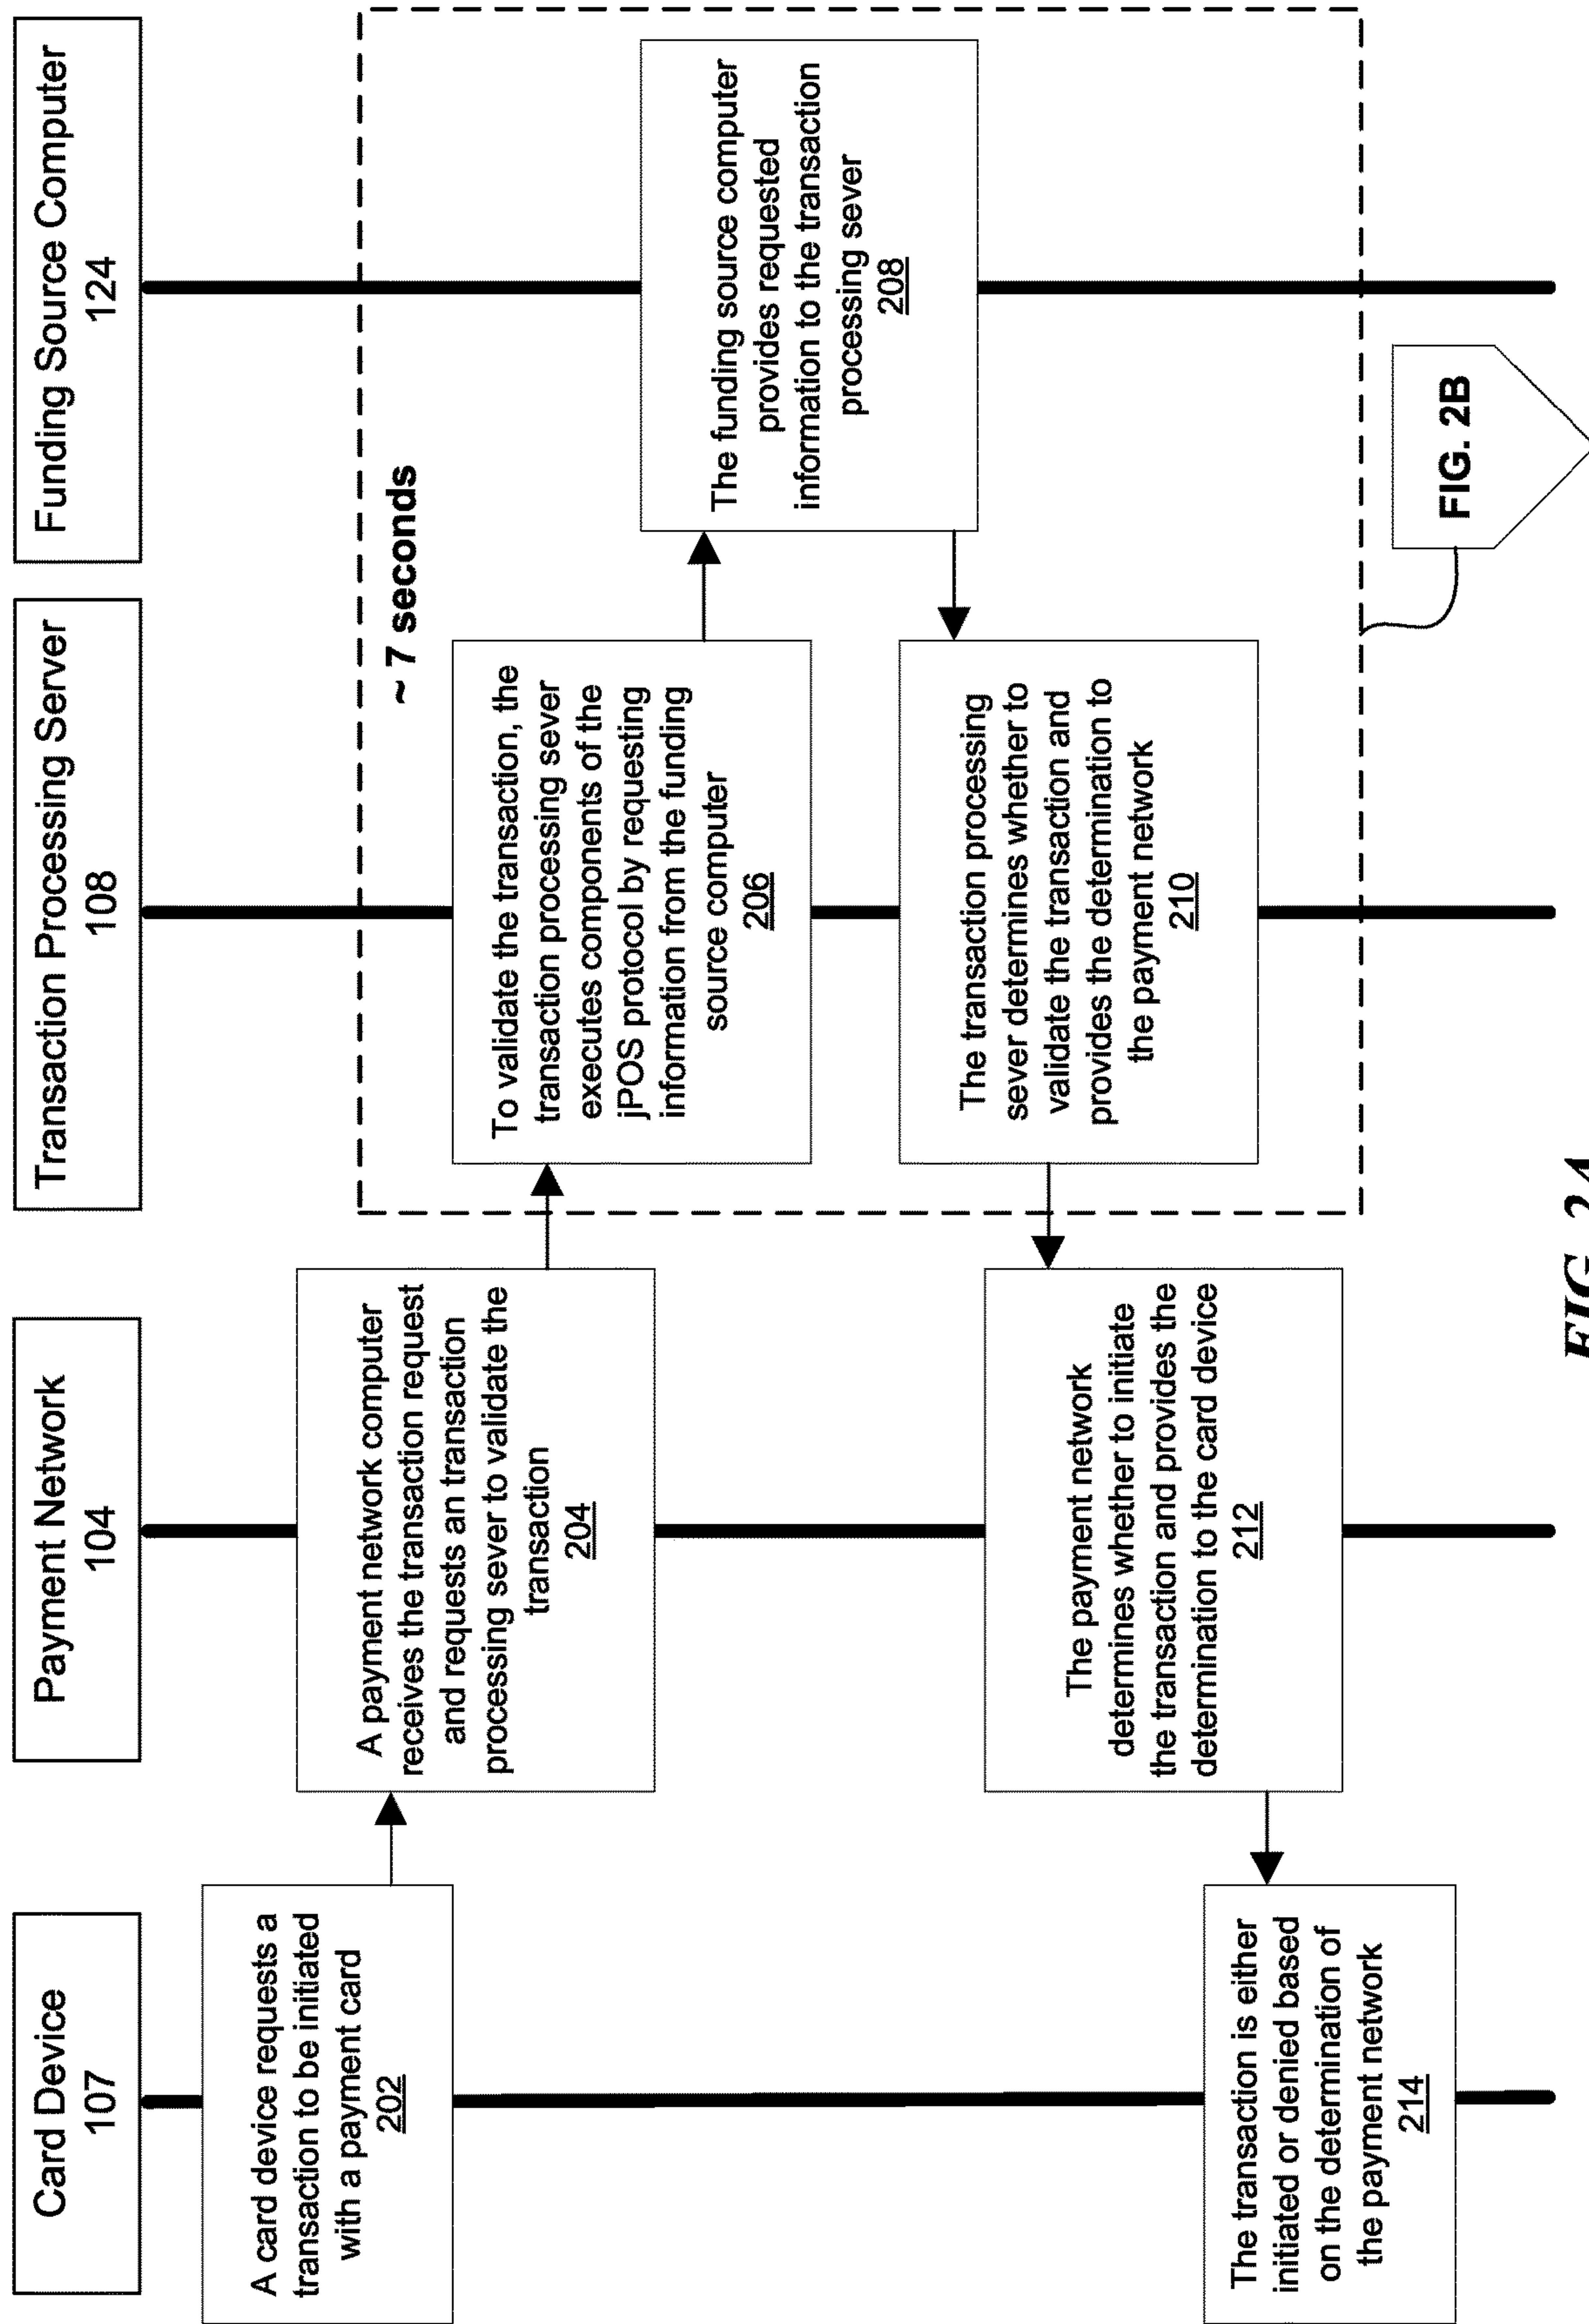 Card Device
107
Payment Network
104
Transaction Processing Server
108
Funding Source Computer
124
A card device requests a
transaction to be initiated
with a payment card
202
A payment network computer
receives the transaction request
and requests an transaction
processing sever to validate the
transaction
204
~ 7 seconds
To validate the transaction, the
transaction processing sever
executes components of the
jPOS protocol by requesting
information from the funding
source computer
206
The funding source computer
provides requested
information to the transaction
processing sever
208
The transaction processing
sever determines whether to
validate the transaction and
provides the determination to
the payment network
210
The payment network
determines whether to initiate
the transaction and provides the
determination to the card device
212
The transaction is either
initiated or denied based
on the determination of
the payment network
214
FIG. 2B
FIG. 2A